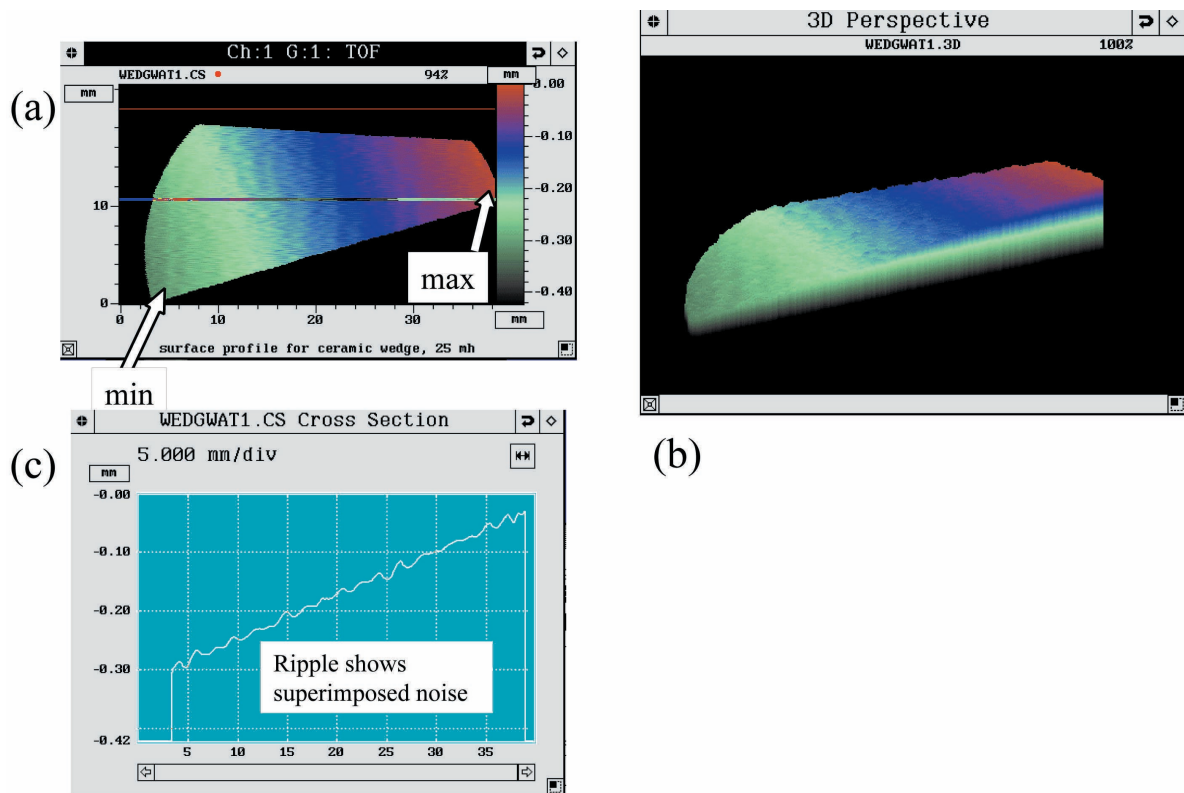 (a)
Ch:1 G:1: TOF
WEDGWAT1.CS
94%
mm
mm
0.00
-0.10
-0.20
-0.30
-0.40
10
0
0
10
20
30
mm
max
min
surface profile for ceramic wedge, 25 mh
3D Perspective
WEDGWAT1.3D
100%
(b)
(c)
WEDGWAT1.CS Cross Section
5.000 mm/div
mm
-0.00
-0.10
-0.20
-0.30
-0.42
Ripple shows
superimposed noise
5
10
15
20
25
30
35